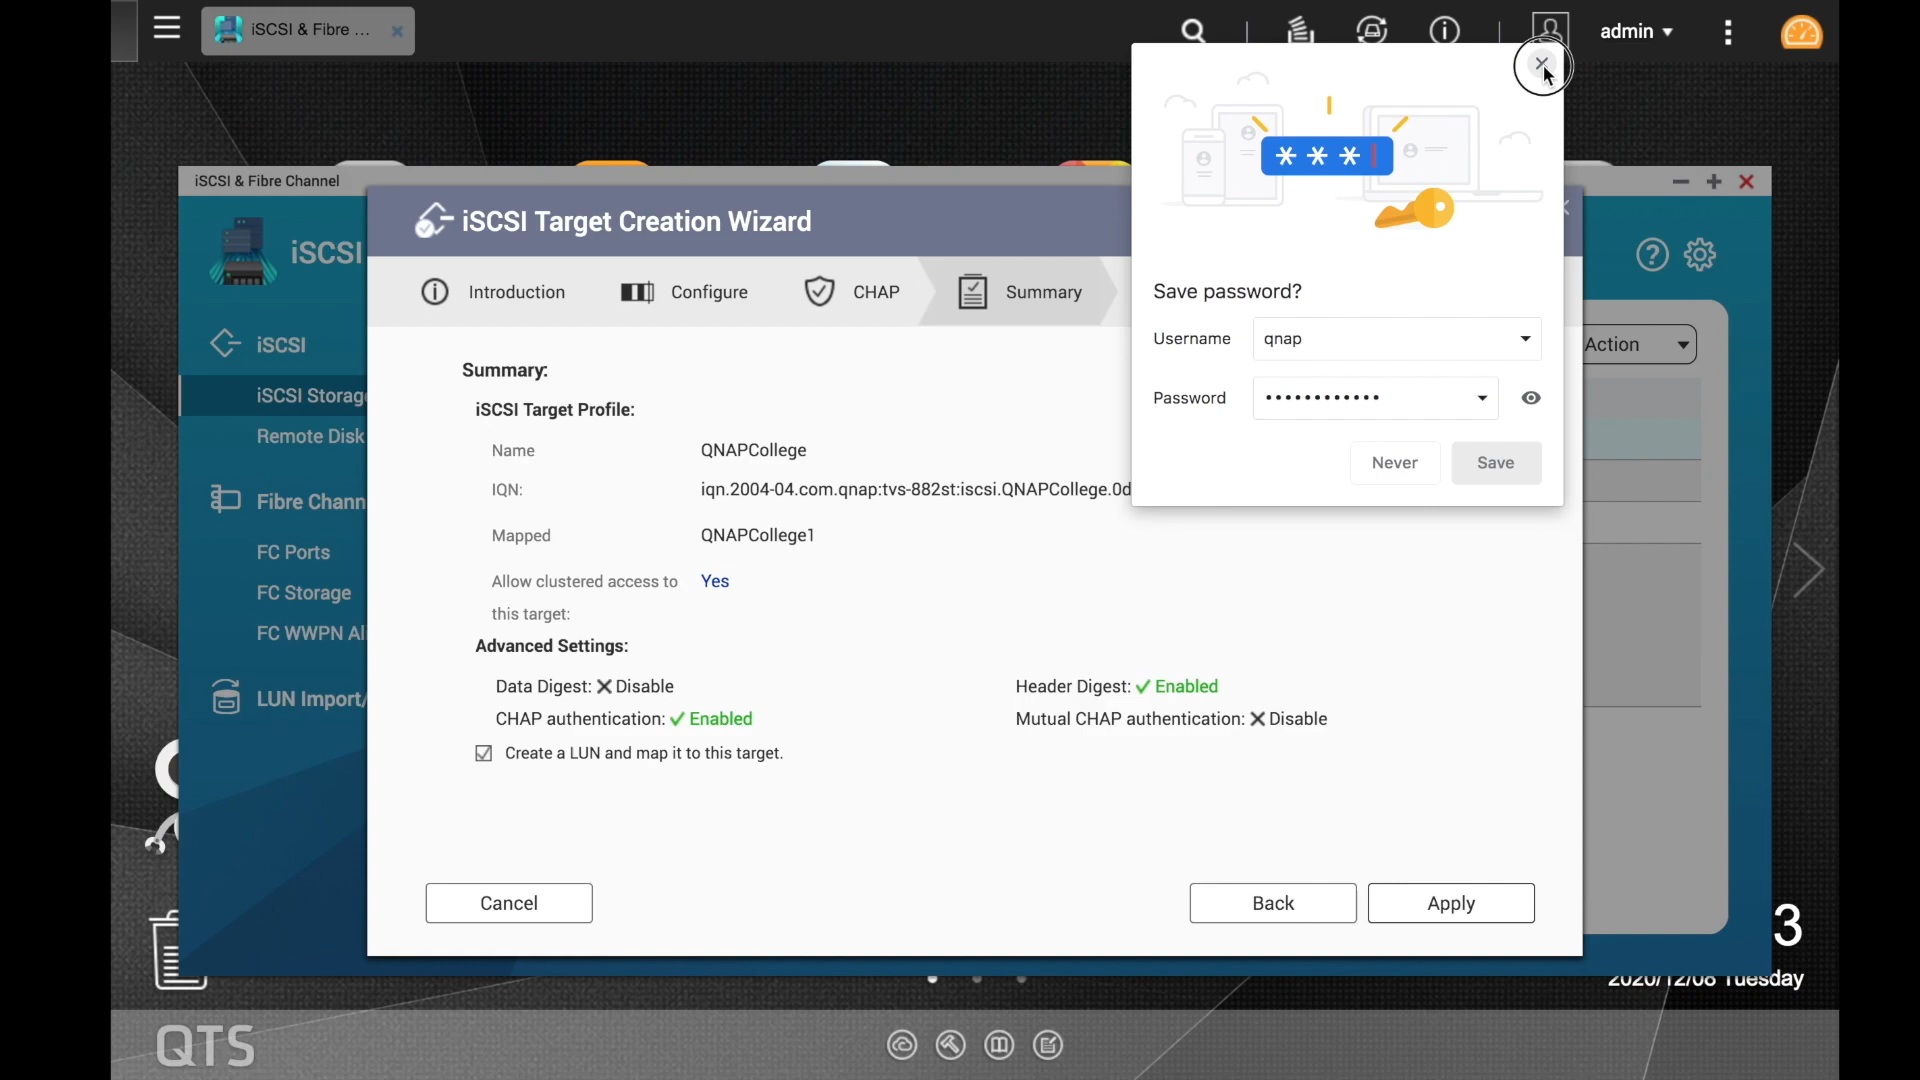 iSCSI & Fibre ...
admin
iSCSI & Fibre Channel
iSCSI Target Creation Wizard
iSCSI
Introduction
Configure
CHAP
Summary
Save password?
Username
qnap
Password
Never
Save
Action
iSCSI
iSCSI Storag
Remote Disk
Fibre Chann
FC Ports
FC Storage
FC WWPN Al
LUN Import/
Summary:
iSCSI Target Profile:
Name
QNAPCollege
IQN:
iqn.2004-04.com.qnap:tvs-882st:iscsi.QNAPCollege.0d
Mapped
QNAPCollege1
Allow clustered access to
this target:
Yes
Advanced Settings:
Data Digest: Disable
Header Digest: Enabled
CHAP authentication: Enabled
Mutual CHAP authentication: Disable
Create a LUN and map it to this target.
Cancel
Back
Apply
3
2020/12/08 Tuesday
QTS